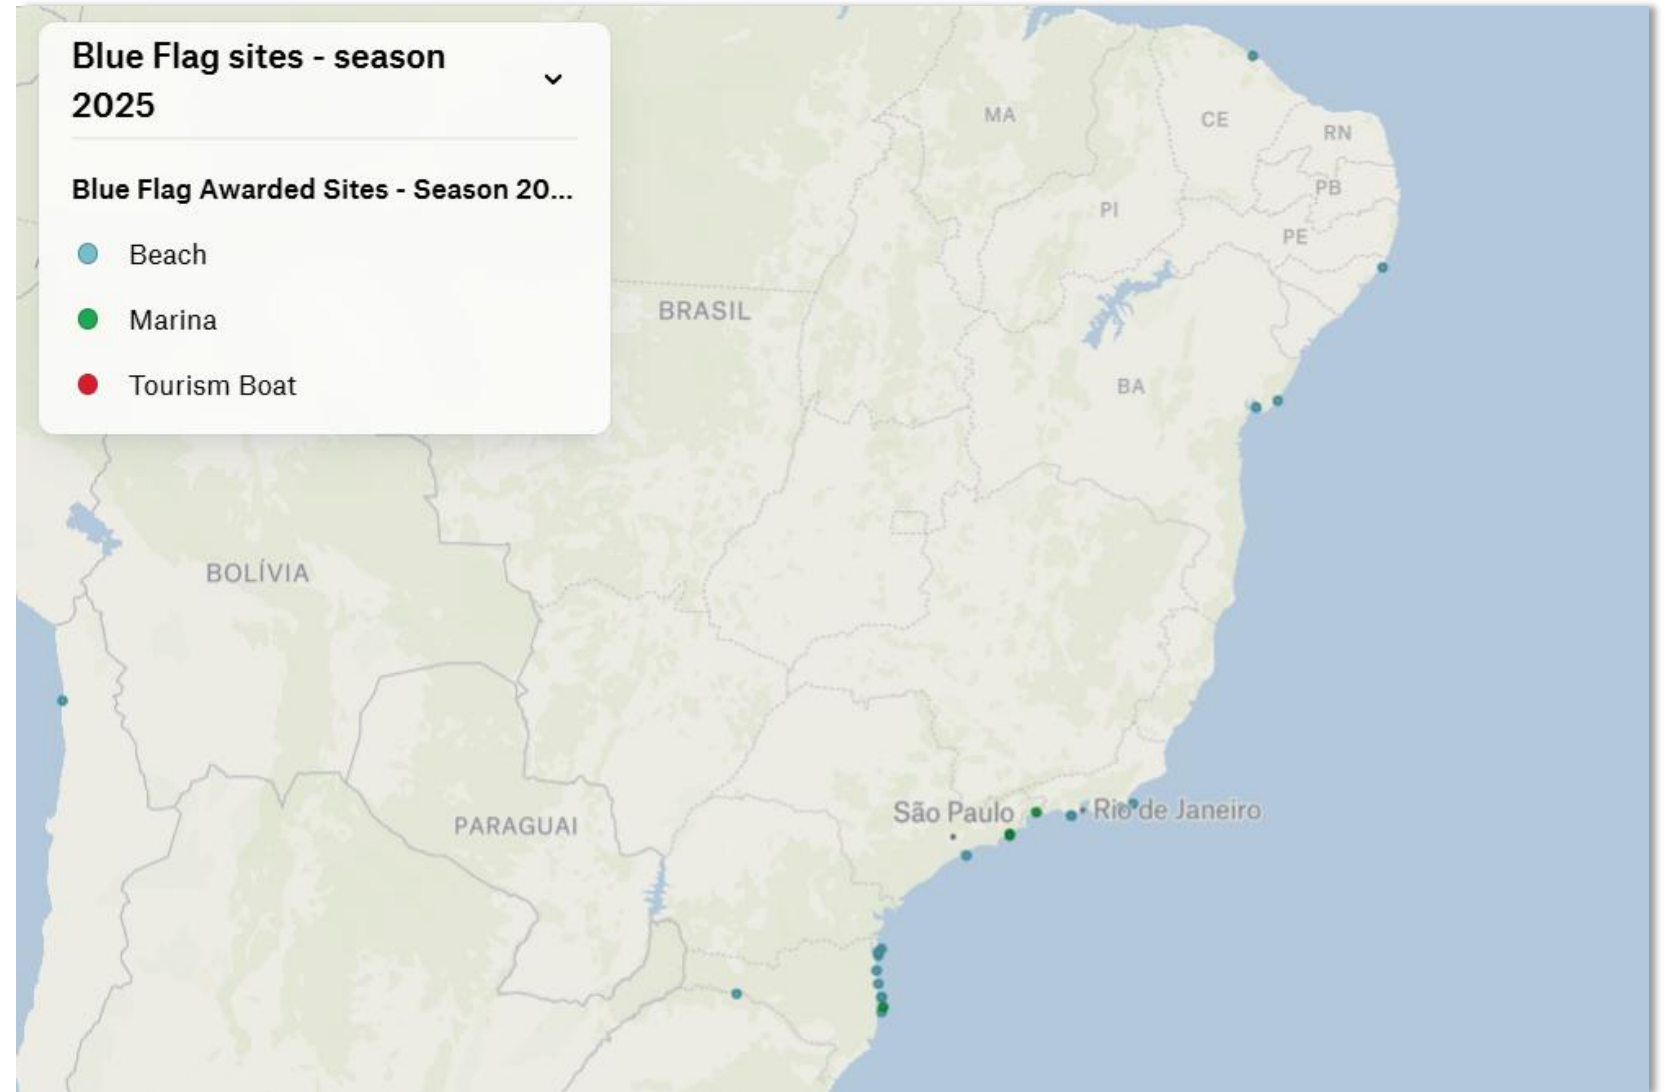 Blue Flag sites - season
2025
Blue Flag Awarded Sites - Season 20...
Beach
Marina
Tourism Boat
MA
CE
RN
PB
PI
PE
BRASIL
BA
BOLÍVIA
São Paulo
Rio de Janeiro
PARAGUAI